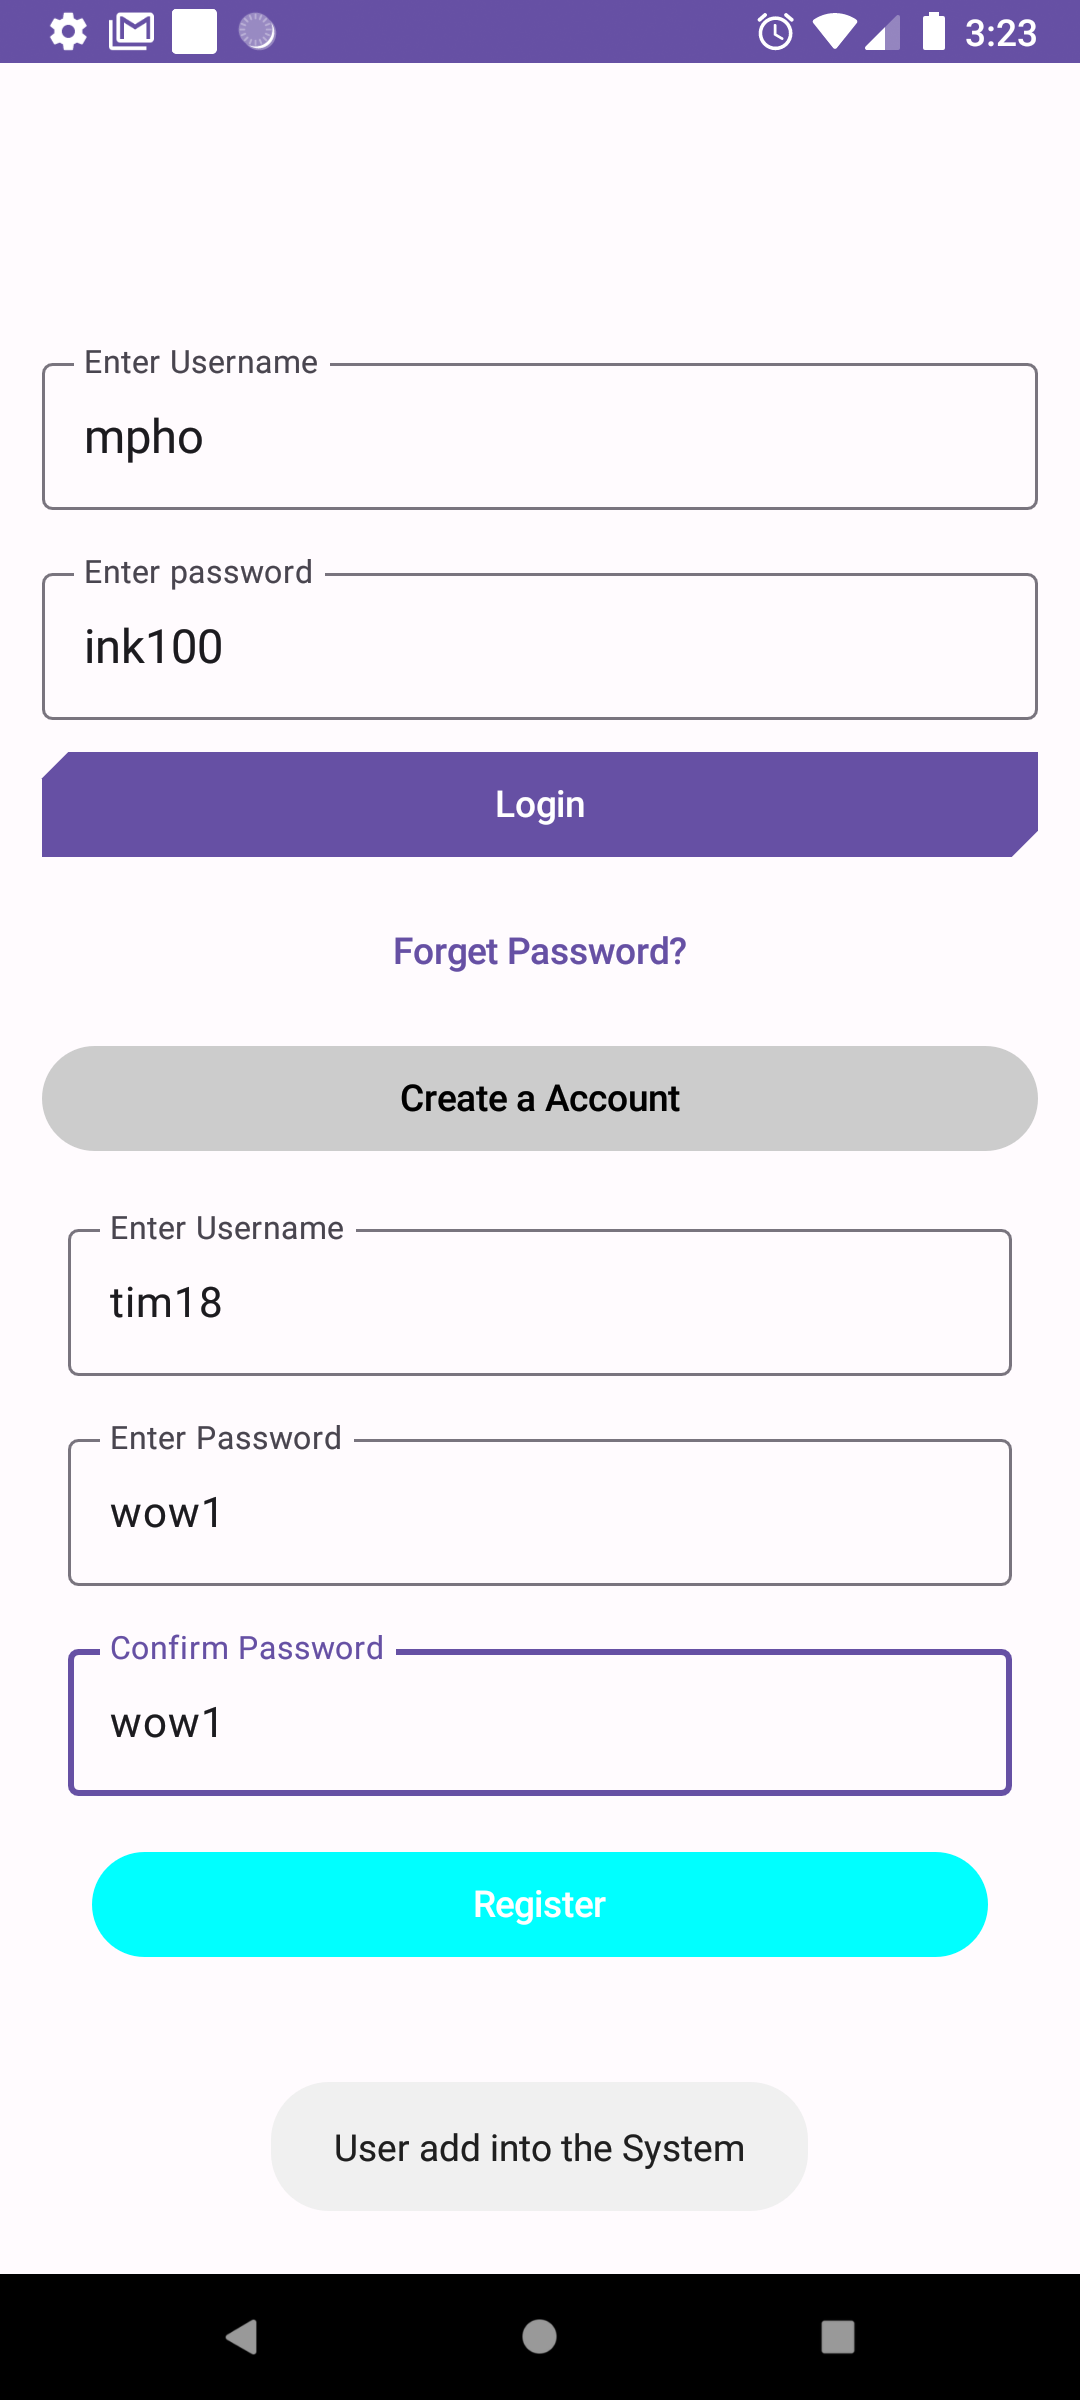 3:23
Enter Username
mpho
Enter password
ink100
Login
Forget Password?
Create a Account
Enter Username
tim18
Enter Password
wow1
Confirm Password
wow1
Register
User add into the System